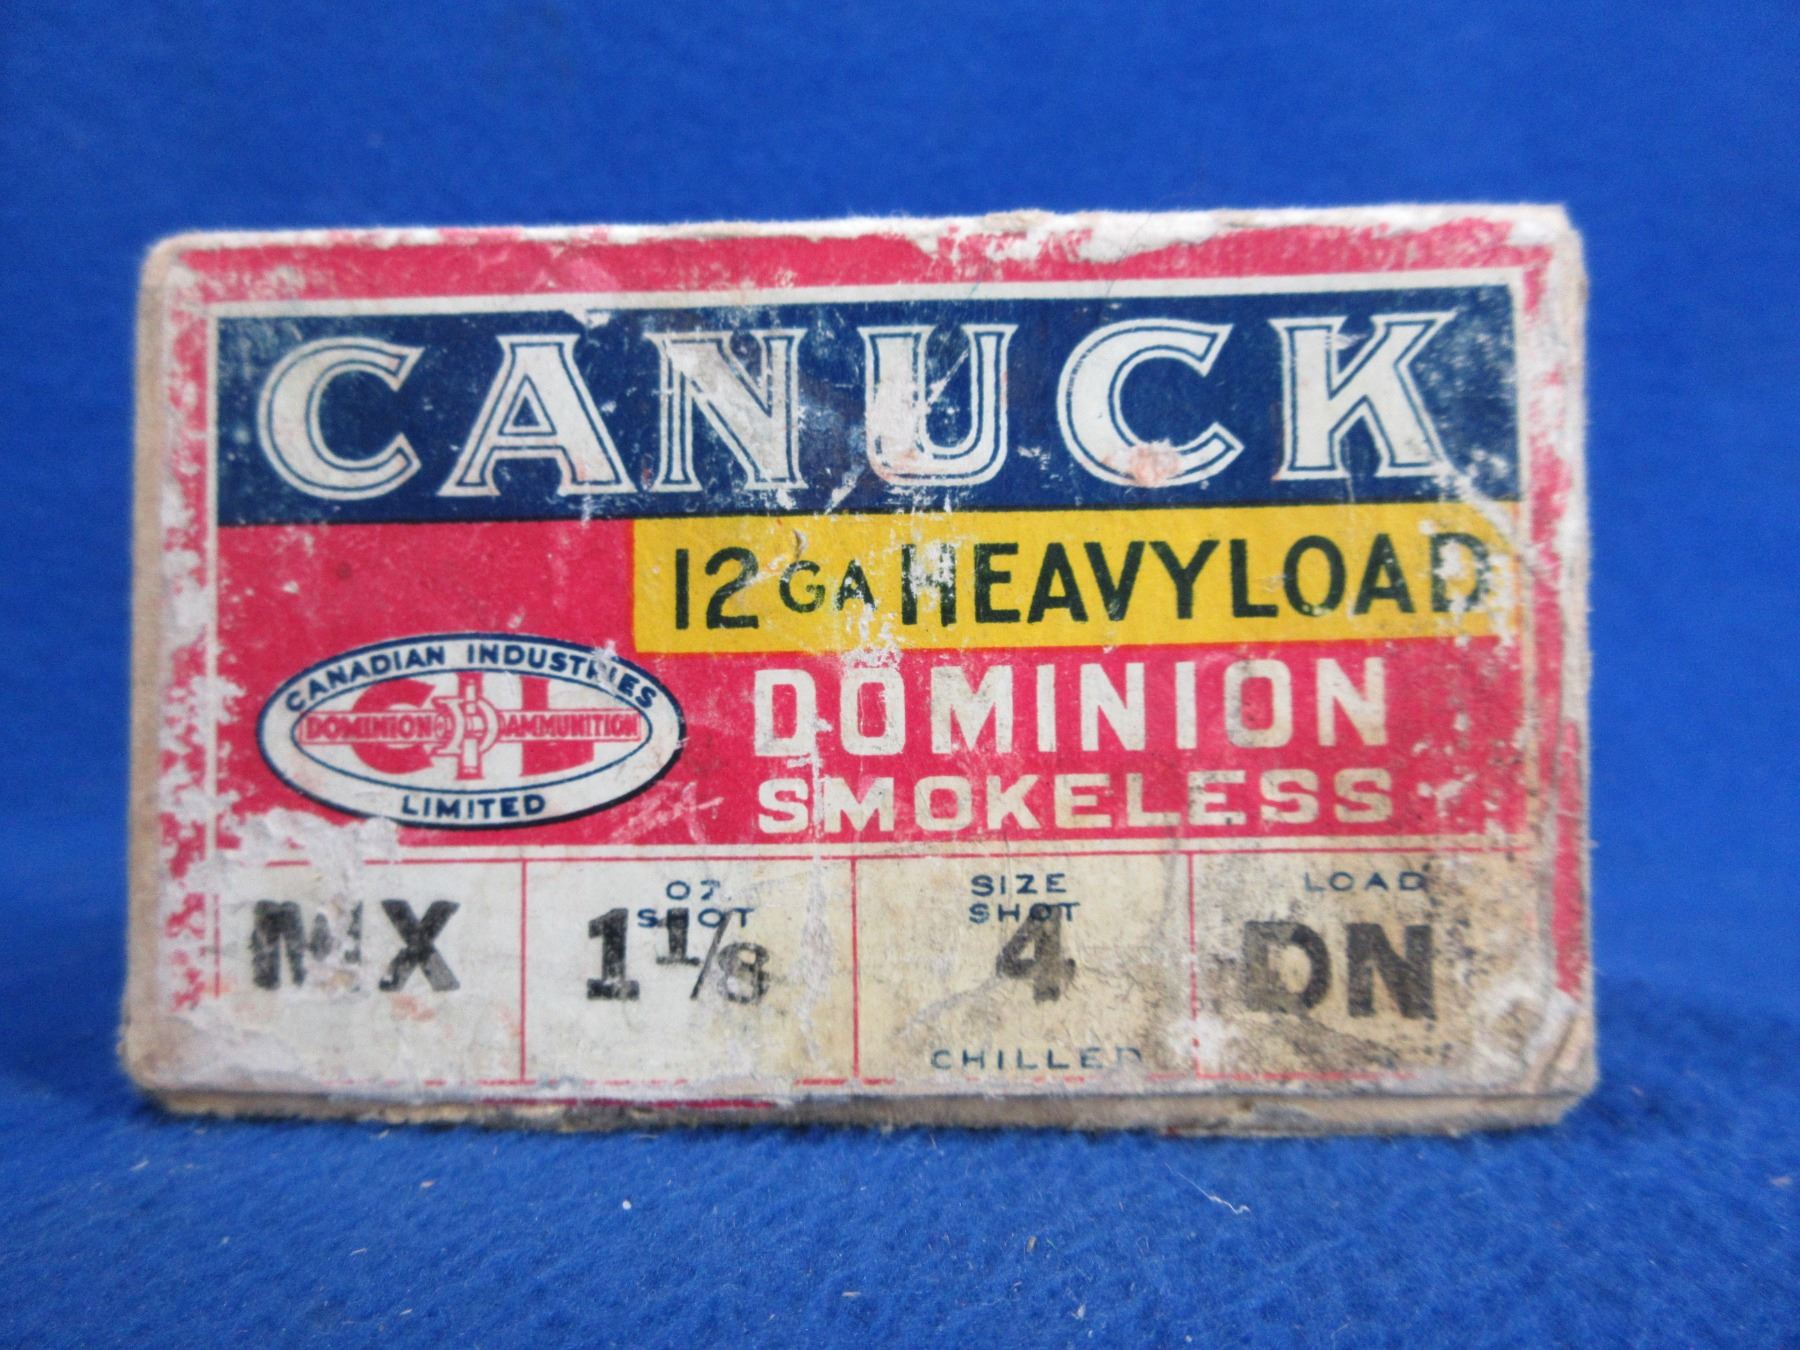 CANUCK
12 GA HEAVYLOAD
CANADIAN INDUSTRIES
DOMINION AMMUNITION
CIL
LIMITED
DOMINION
SMOKELESS
OZ. SIZE LOAD
SHOT SHOT
MX 1 1/8 4 DN
CHILLED